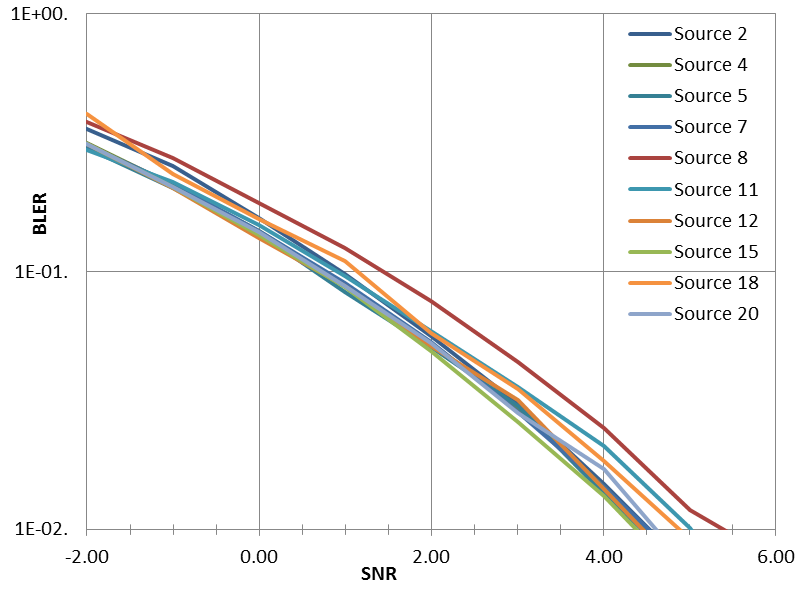 1E+00.
Source 2
Source 4
Source 5
Source 7
Source 8
Source 11
Source 12
Source 15
Source 18
Source 20
BLER
1E-01.
1E-02.
-2.00 0.00 2.00 4.00 6.00
SNR